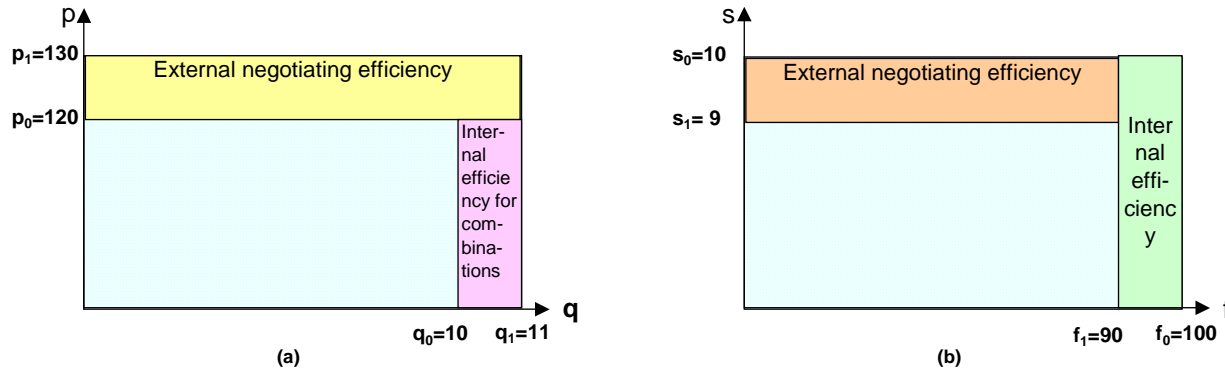 p
p₁=130
External negotiating efficiency
p₀=120
Inter-
nal
efficie
ncy for
com-
bina-
tions
q
q₀=10
q₁=11
(a)
s
s₀=10
External negotiating efficiency
s₁= 9
Inter
nal
effi-
cienc
y
f
f₁=90
f₀=100
(b)